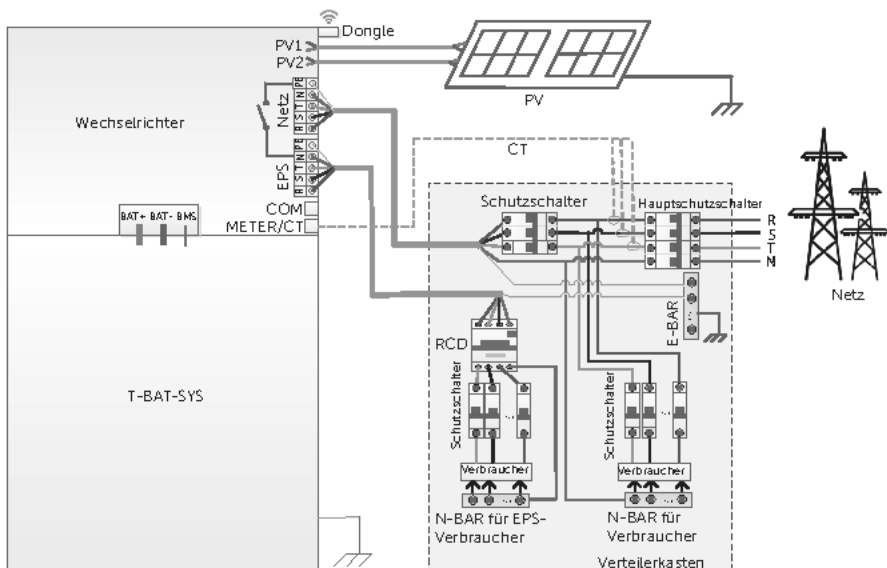 Dongle
PV1
PV2
PV
Wechselrichter
Netz
R S T N PE
EPS
R S T N PE
CT
COM
METER/CT
BAT+ BAT- BMS
Schutzschalter
Hauptschutzschalter
R
S
T
N
Netz
E-BAR
RCD
T-BAT-SYS
Schutzschalter
Schutzschalter
Verbraucher
Verbraucher
N-BAR für EPS-
Verbraucher
N-BAR für
Verbraucher
Verteilerkasten